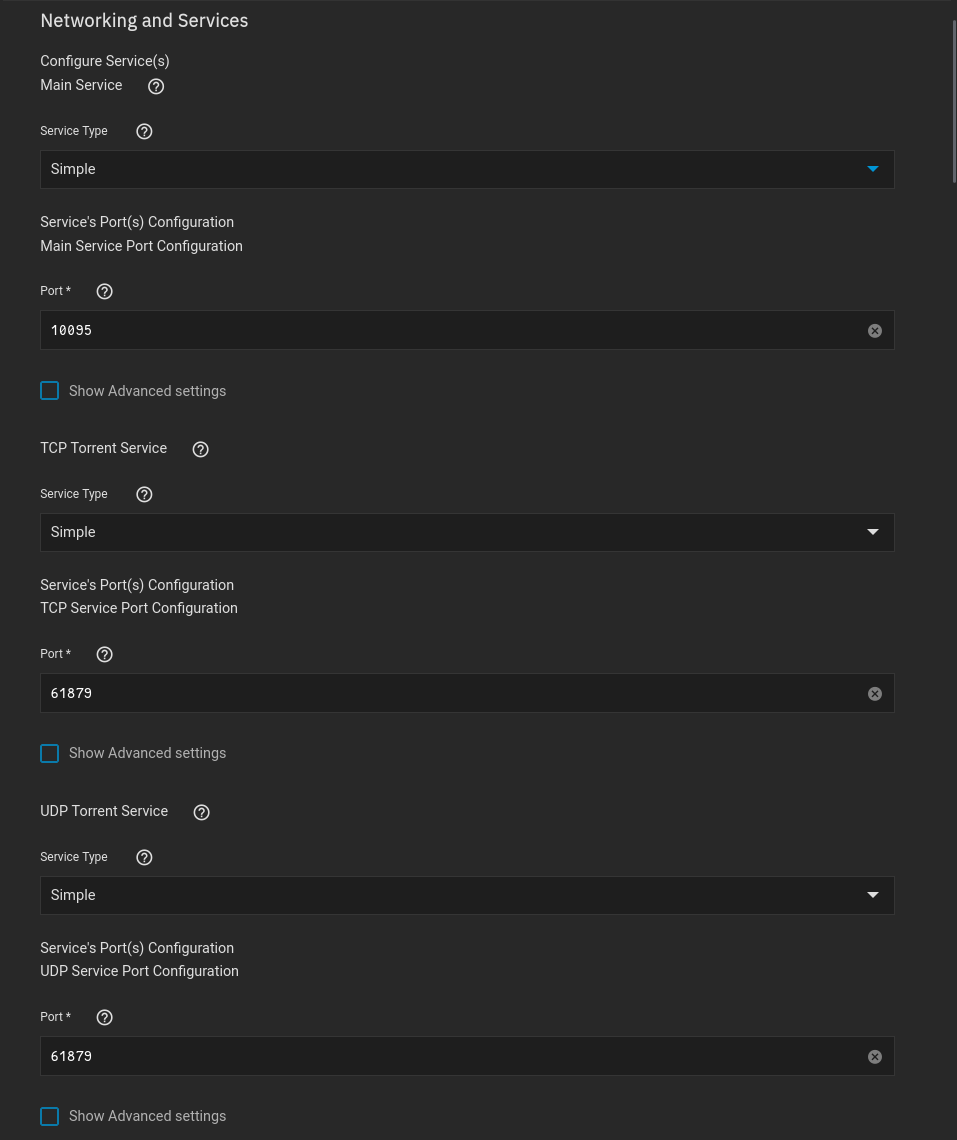 Networking and Services
Configure Service(s)
Main Service
Service Type
Simple
Service's Port(s) Configuration
Main Service Port Configuration
Port *
10095
Show Advanced settings
TCP Torrent Service
Service Type
Simple
Service's Port(s) Configuration
TCP Service Port Configuration
Port *
61879
Show Advanced settings
UDP Torrent Service
Service Type
Simple
Service's Port(s) Configuration
UDP Service Port Configuration
Port *
61879
Show Advanced settings